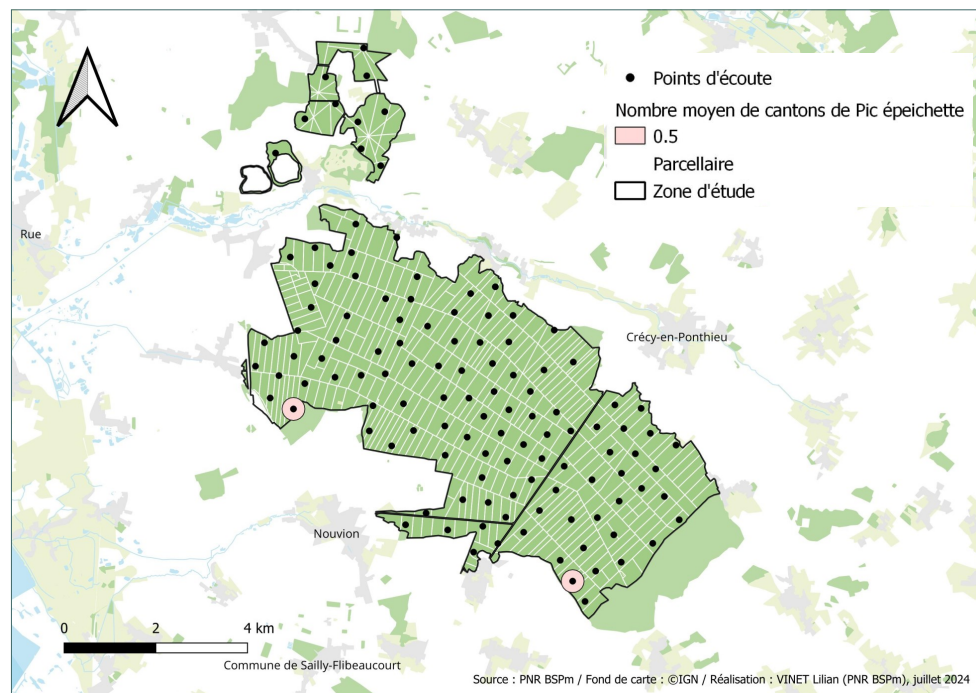 Points d'écoute
Nombre moyen de cantons de Pic épeichette
0.5
Parcellaire
Zone d'étude
Rue
Crécy-en-Ponthieu
Nouvion
0 2 4 km
Commune de Sailly-Flibeaucourt
Source : PNR BSPm / Fond de carte : ©IGN / Réalisation : VINET Lilian (PNR BSPm), juillet 2024